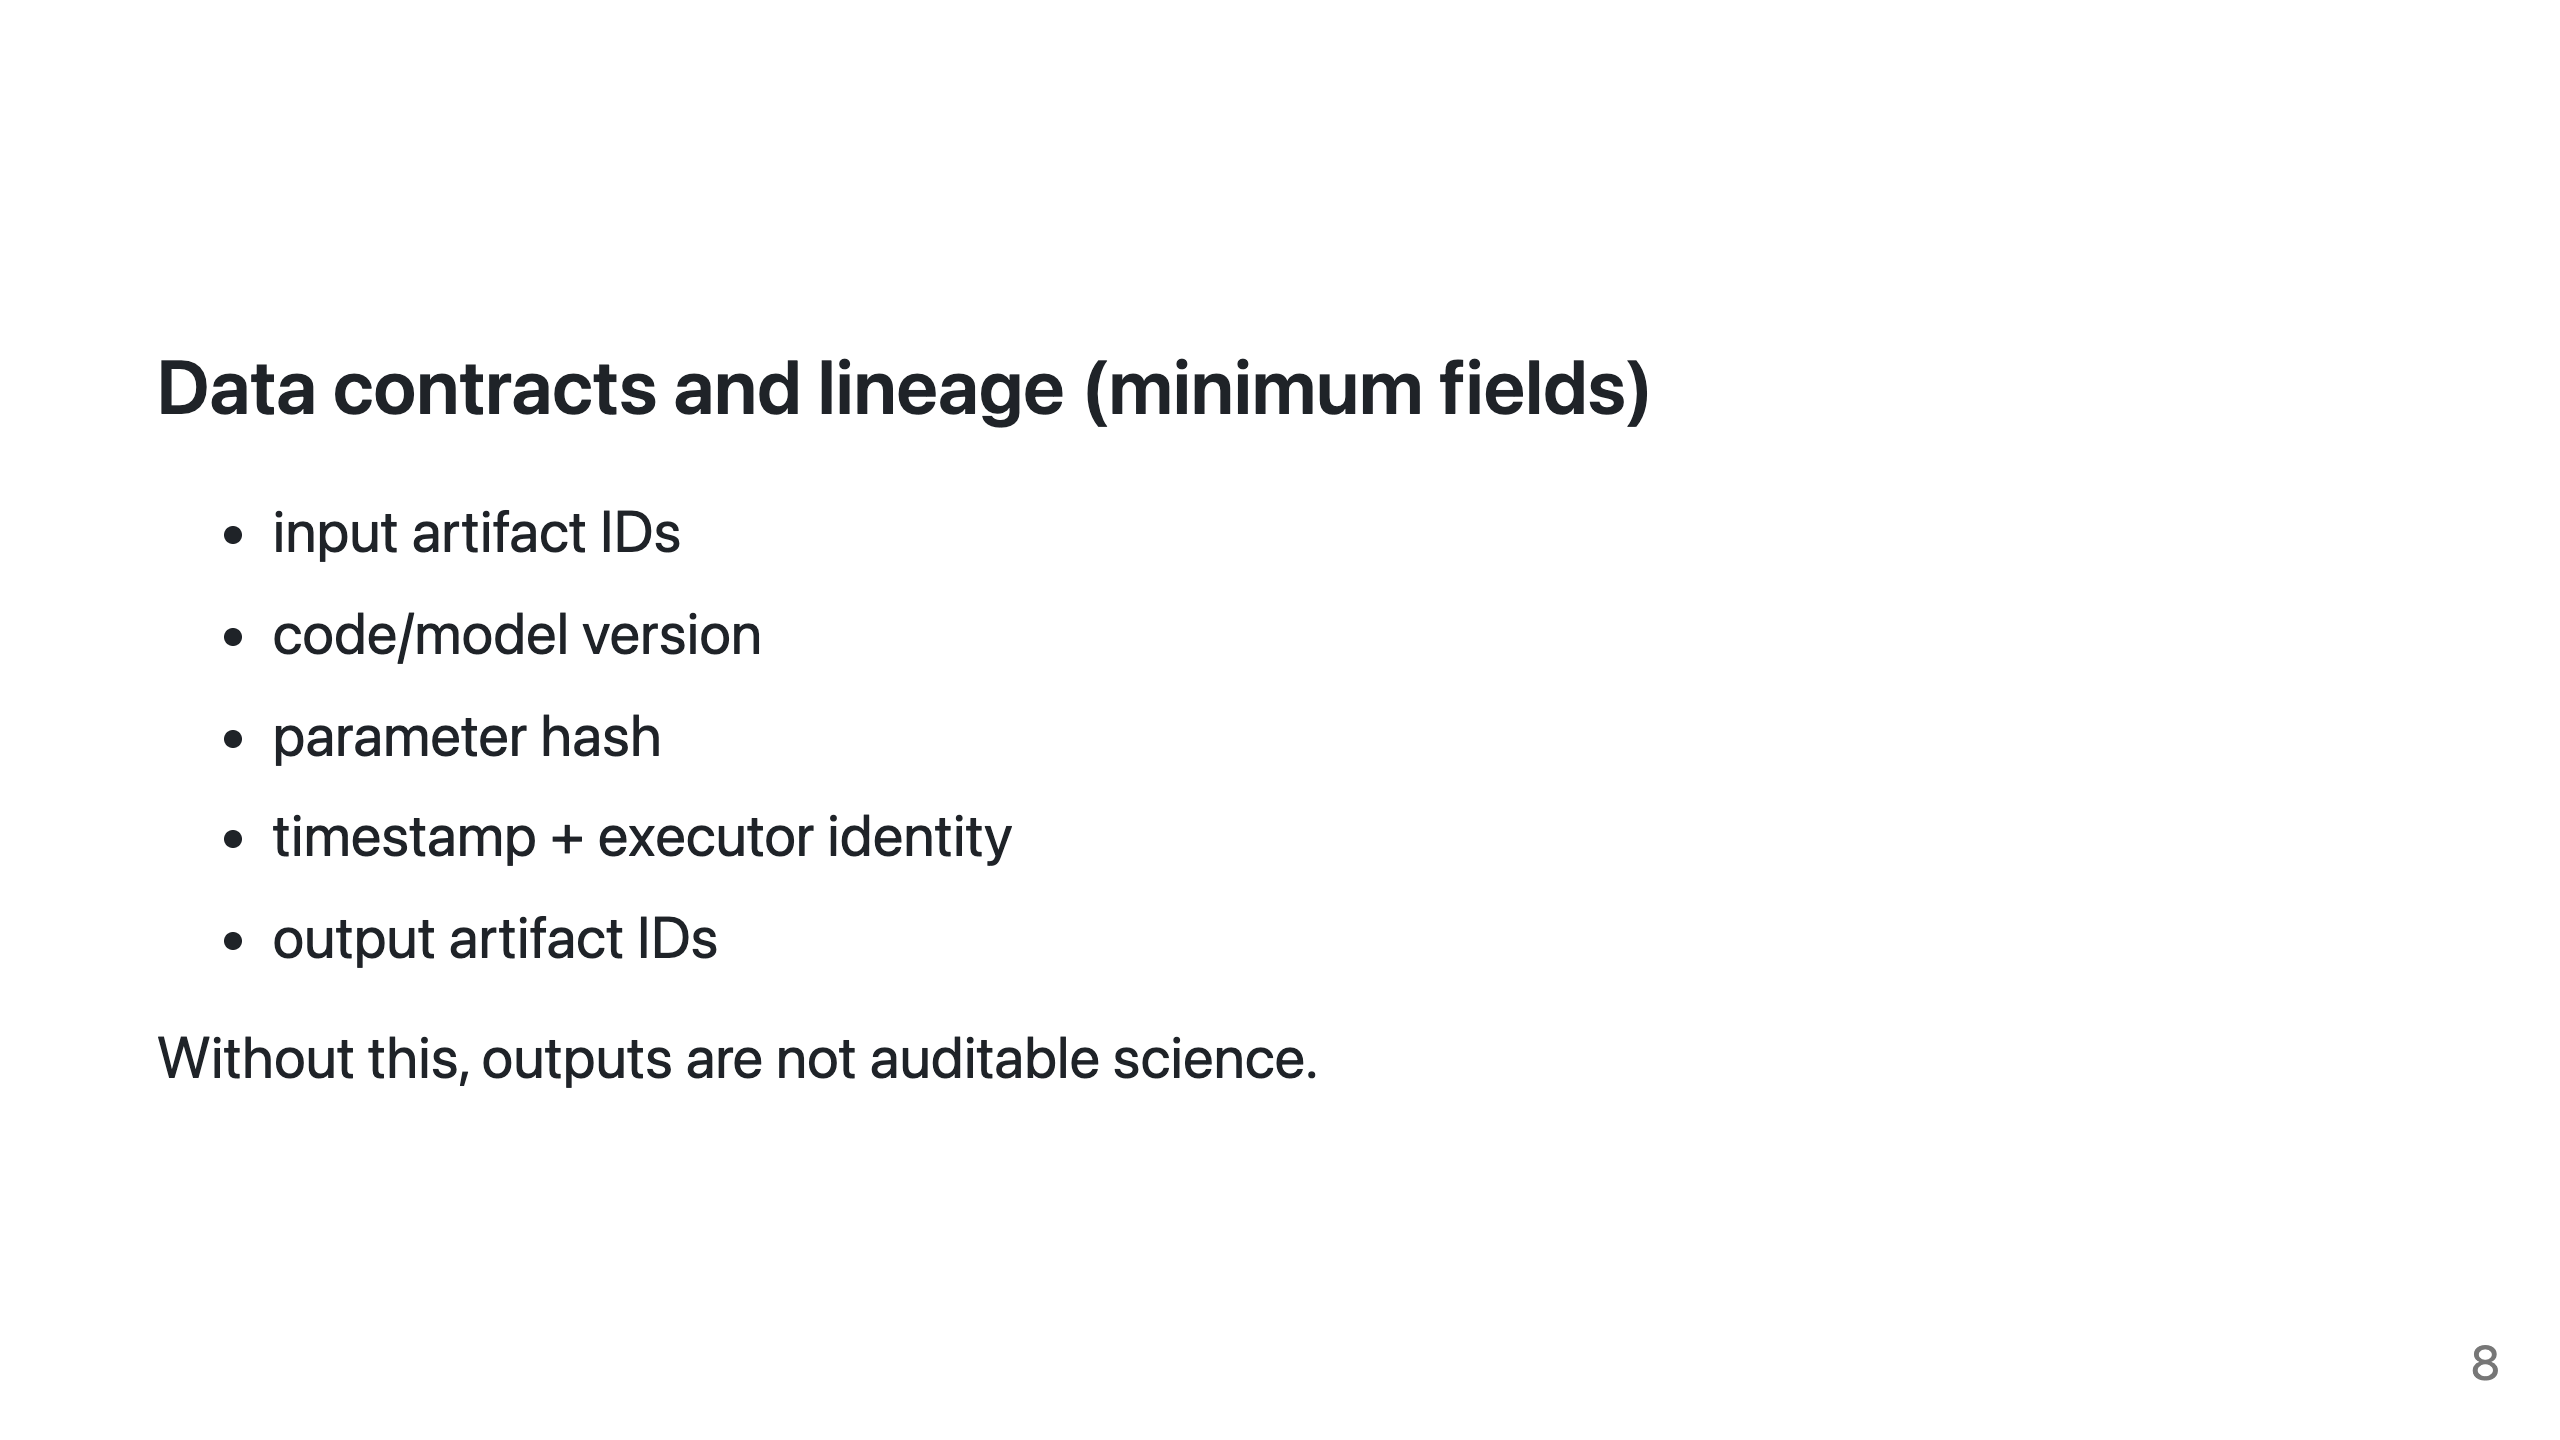 Data contracts and lineage (minimum fields)
• input artifact IDs
• code/model version
• parameter hash
• timestamp + executor identity
• output artifact IDs
Without this, outputs are not auditable science.
8